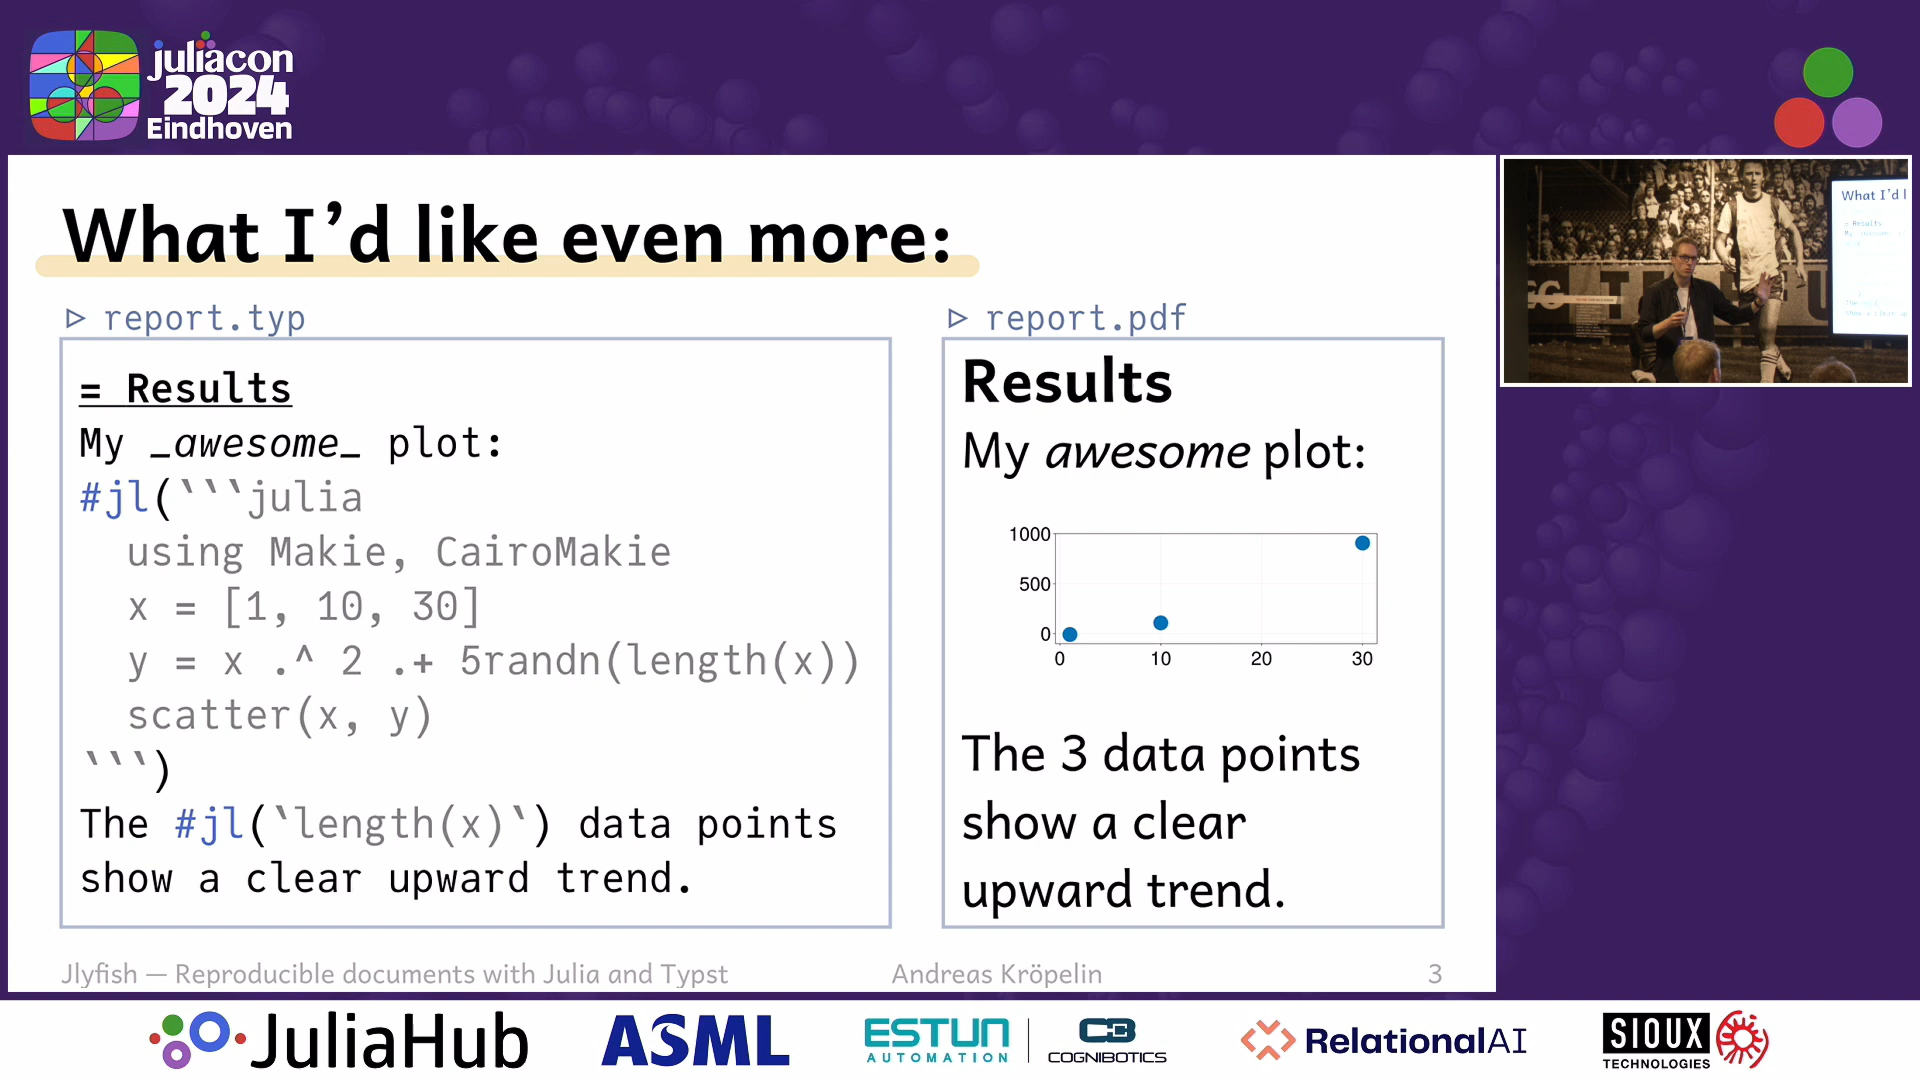 juliacon
2024
Eindhoven
What I'd like even more:
▷ report.typ
= Results
My _awesome_ plot:
#jl(```julia
  using Makie, CairoMakie
  x = [1, 10, 30]
  y = x .^ 2 .+ 5randn(length(x))
  scatter(x, y)
```)
The #jl(`length(x)`) data points
show a clear upward trend.
▷ report.pdf
Results
My awesome plot:
1000
500
0
0 10 20 30
The 3 data points
show a clear
upward trend.
Jlyfish — Reproducible documents with Julia and Typst Andreas Kröpelin 3
What I'd l
= Results
JuliaHub
ASML
ESTUN
AUTOMATION
COGNIBOTICS
RelationalAI
SIOUX
TECHNOLOGIES